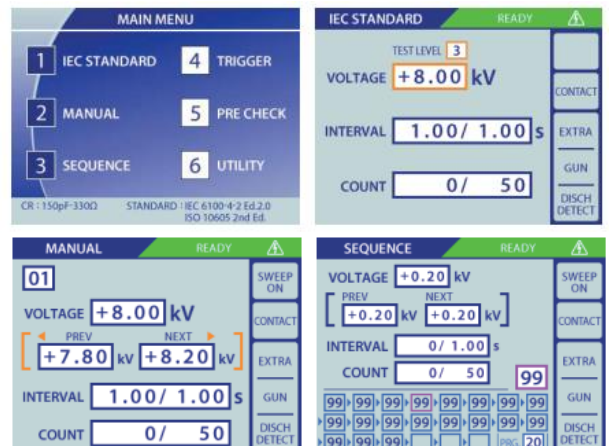 MAIN MENU
1 IEC STANDARD 4 TRIGGER
2 MANUAL 5 PRE CHECK
3 SEQUENCE 6 UTILITY
CR : 150pF-330Ω STANDARD : IEC 6100-4-2 Ed.2.0
ISO 10605 2nd Ed.
IEC STANDARD READY
TEST LEVEL 3
VOLTAGE +8.00 kV
CONTACT
INTERVAL 1.00/ 1.00 s
EXTRA
GUN
COUNT 0/ 50
DISCH
DETECT
MANUAL READY
01
SWEEP
ON
VOLTAGE +8.00 kV
CONTACT
PREV NEXT
+7.80 kV +8.20 kV
EXTRA
INTERVAL 1.00/ 1.00 s
GUN
COUNT 0/ 50
DISCH
DETECT
SEQUENCE READY
VOLTAGE +0.20 kV
SWEEP
ON
PREV NEXT
+0.20 kV +0.20 kV
CONTACT
INTERVAL 0/ 1.00 s
EXTRA
COUNT 0/ 50
99
GUN
99 99 99 99 99 99 99 99
99 99 99 99 99 99 99 99
DISCH
DETECT
99 99 99 PRG 20